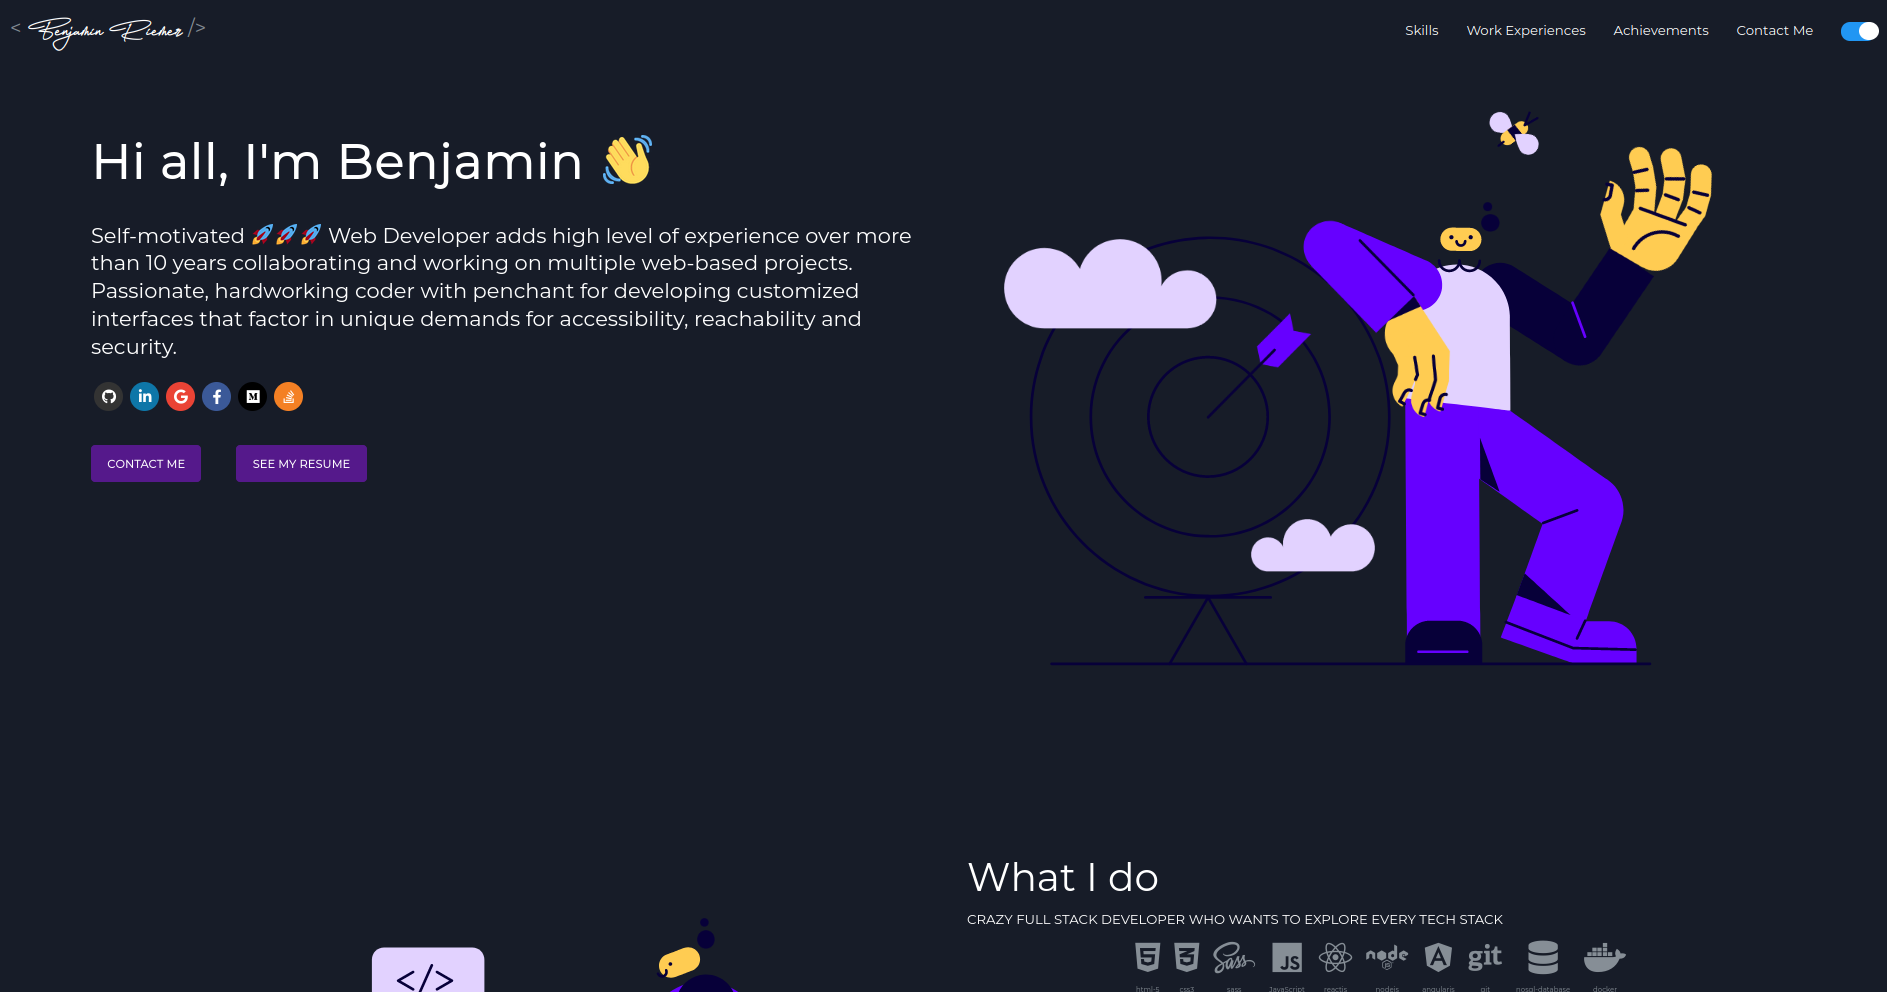 < Benjamin Riemer />
Skills Work Experiences Achievements Contact Me
Hi all, I'm Benjamin 👋
Self-motivated 🚀🚀🚀 Web Developer adds high level of experience over more
than 10 years collaborating and working on multiple web-based projects.
Passionate, hardworking coder with penchant for developing customized
interfaces that factor in unique demands for accessibility, reachability and
security.
CONTACT ME SEE MY RESUME
What I do
CRAZY FULL STACK DEVELOPER WHO WANTS TO EXPLORE EVERY TECH STACK
</>
5 3 Sass JS node JS A git
html-5 css3 sass JavaScript reactjs nodejs angularjs git nosql-database docker